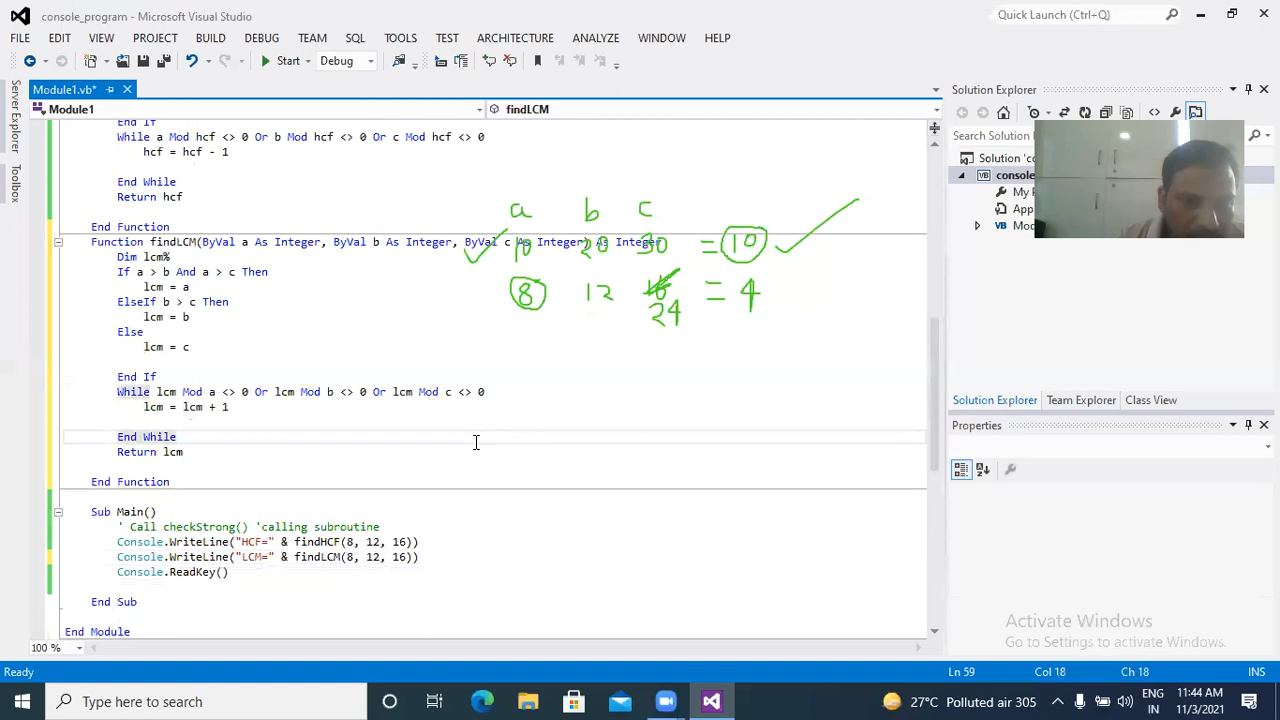 console_program - Microsoft Visual Studio
Quick Launch (Ctrl+Q)
FILE EDIT VIEW PROJECT BUILD DEBUG TEAM SQL TOOLS TEST ARCHITECTURE ANALYZE WINDOW HELP
Start Debug
Server Explorer
Toolbox
Module1.vb*
Module1 findLCM
End If
While a Mod hcf <> 0 Or b Mod hcf <> 0 Or c Mod hcf <> 0
hcf = hcf - 1
End While
Return hcf
End Function
Function findLCM(ByVal a As Integer, ByVal b As Integer, ByVal c As Integer) As Integer
Dim lcm%
If a > b And a > c Then
lcm = a
ElseIf b > c Then
lcm = b
Else
lcm = c
End If
While lcm Mod a <> 0 Or lcm Mod b <> 0 Or lcm Mod c <> 0
lcm = lcm + 1
End While
Return lcm
End Function
Sub Main()
' Call checkStrong() 'calling subroutine
Console.WriteLine("HCF=" & findHCF(8, 12, 16))
Console.WriteLine("LCM=" & findLCM(8, 12, 16))
Console.ReadKey()
End Sub
End Module
a b c
10 20 30 = 10
8 12 16 = 4
24
100 %
Solution Explorer
Search Solution
Solution 'c
conso
My P
App
Mod
Solution Explorer Team Explorer Class View
Properties
Activate Windows
Go to Settings to activate Windows.
Ready Ln 59 Col 18 Ch 18 INS
Type here to search
27°C Polluted air 305
ENG
IN
11:44 AM
11/3/2021